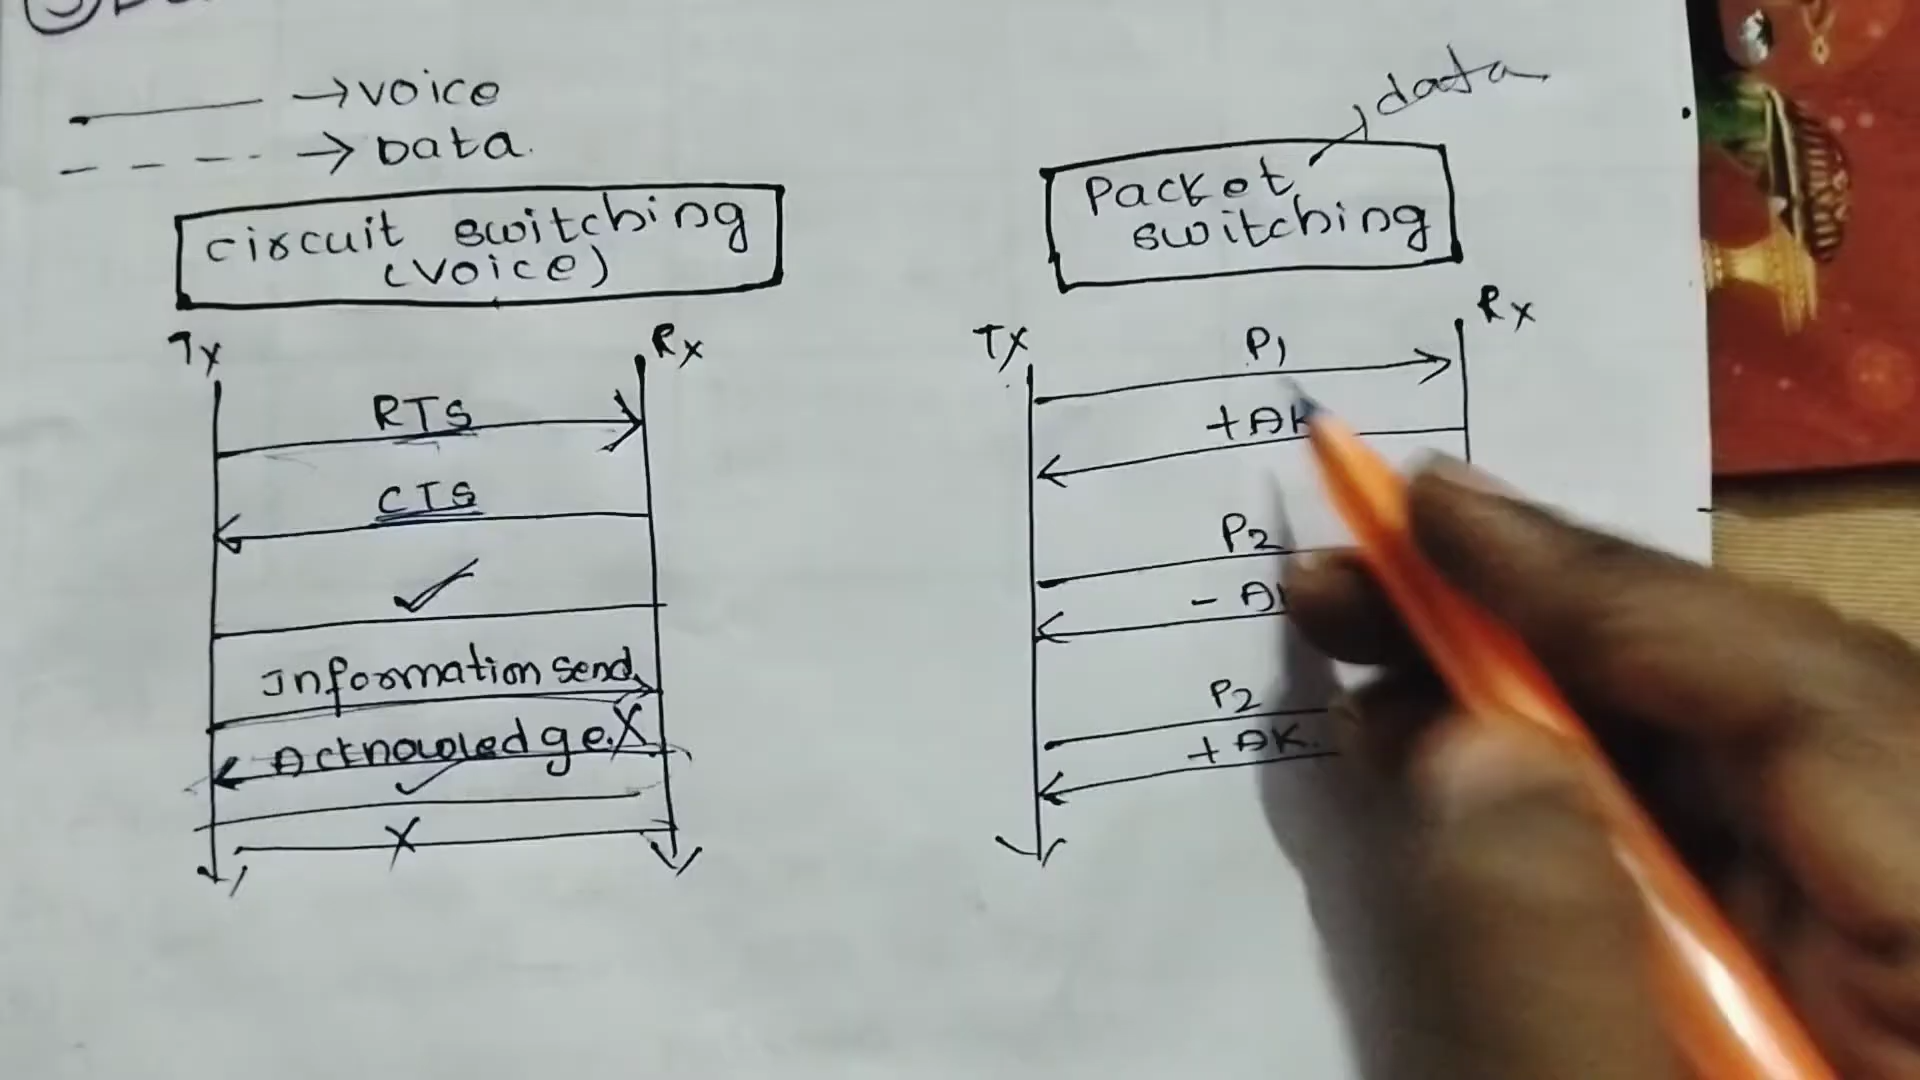 → voice
→ Data.
circuit switching
(voice)
Tx
Rx
RTS
CTS
Information send
Acknowledge. X
X
data
Packet
switching
Tx
Rx
P1
+AK
P2
P2
+ AK.